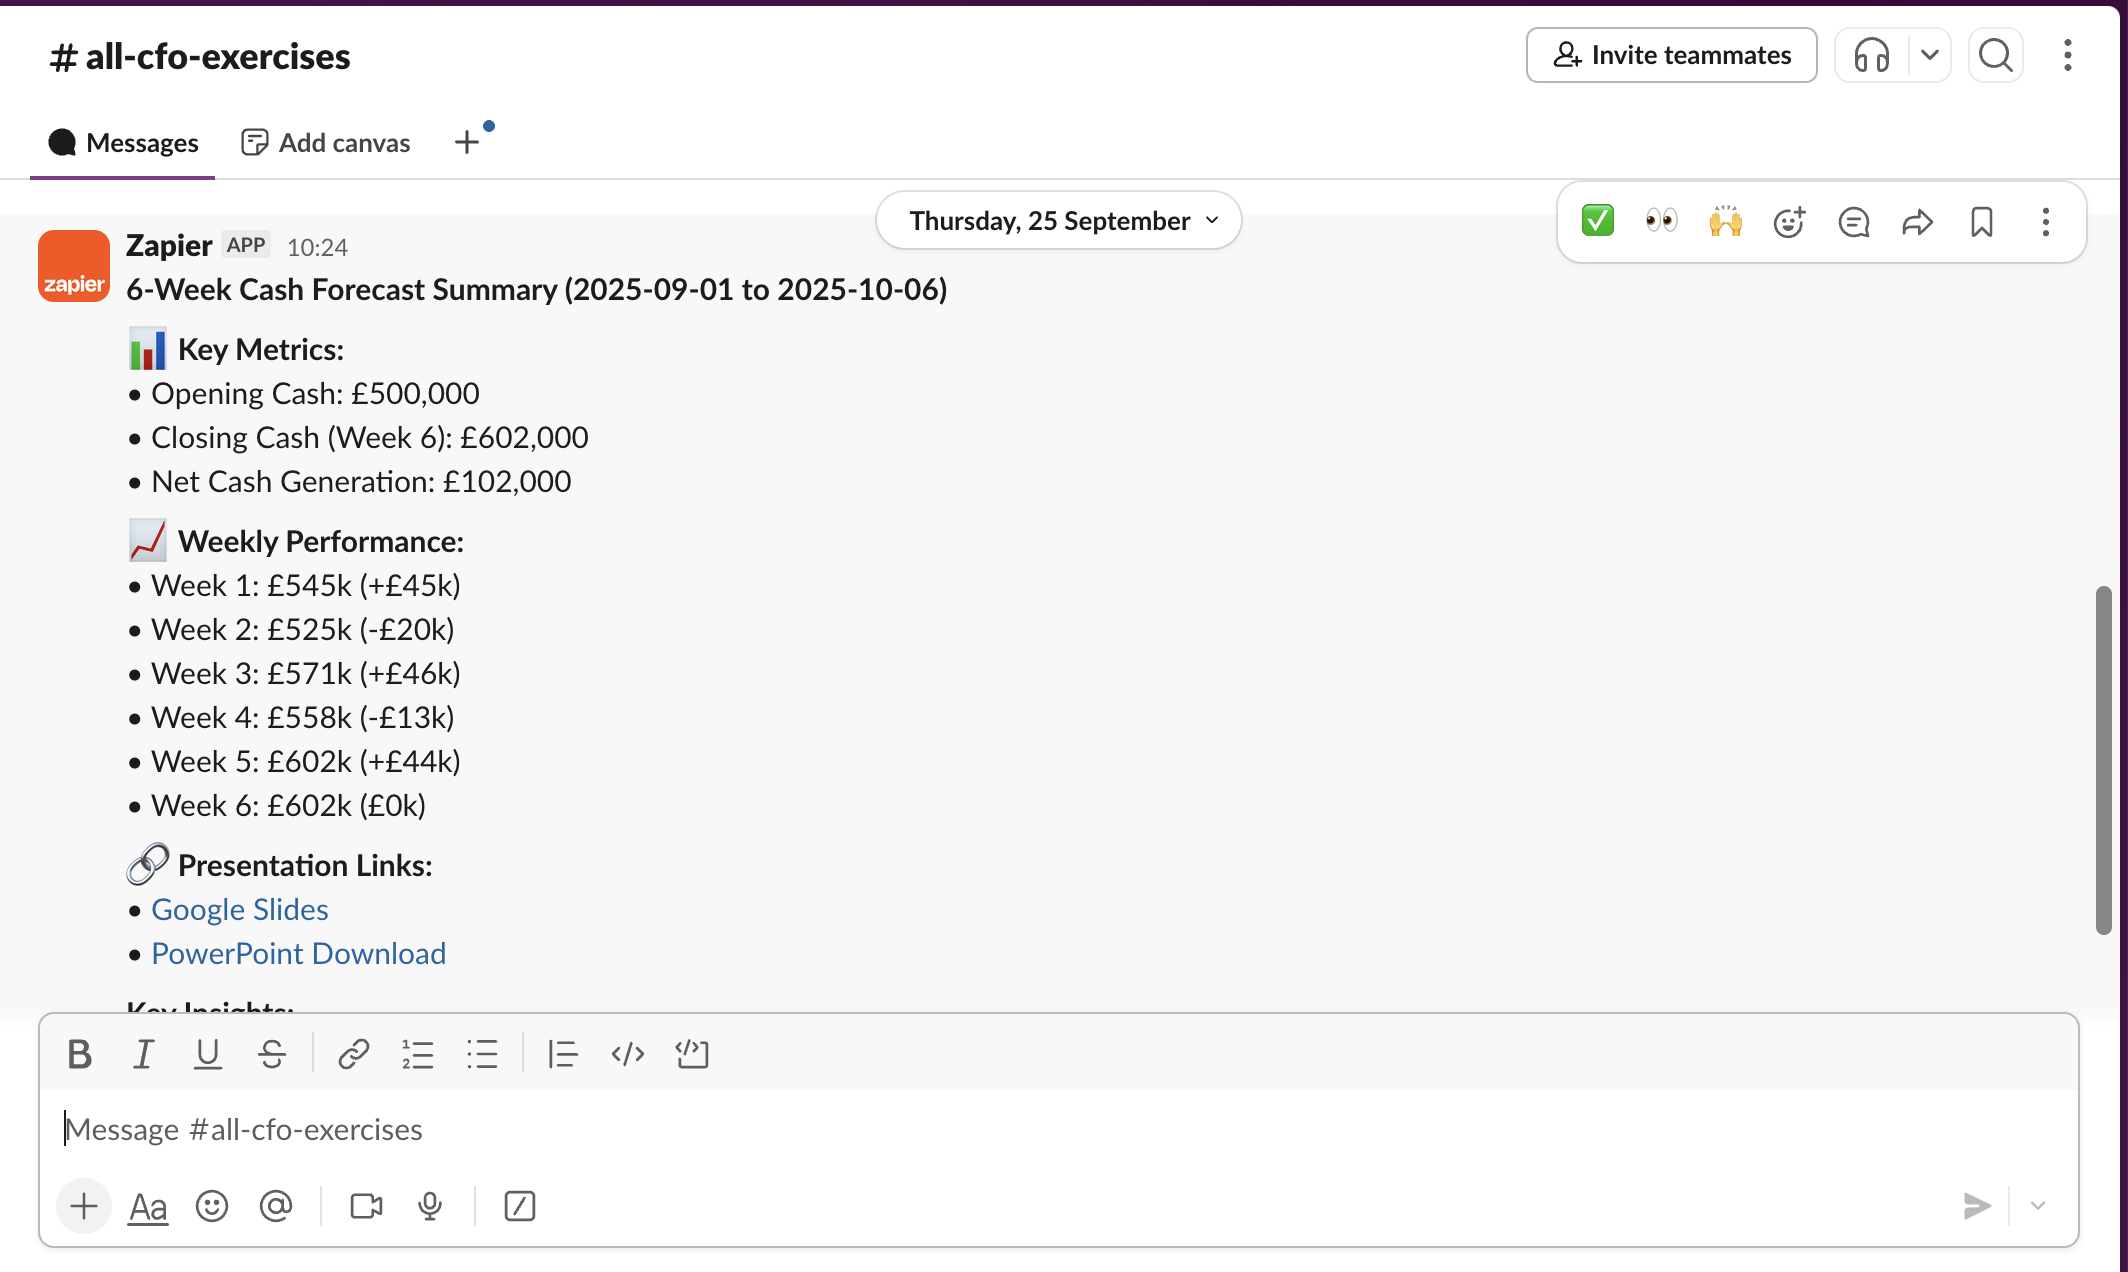 # all-cfo-exercises
Invite teammates
Messages
Add canvas
Thursday, 25 September
zapier
Zapier APP 10:24
6-Week Cash Forecast Summary (2025-09-01 to 2025-10-06)
Key Metrics:
• Opening Cash: £500,000
• Closing Cash (Week 6): £602,000
• Net Cash Generation: £102,000
Weekly Performance:
• Week 1: £545k (+£45k)
• Week 2: £525k (-£20k)
• Week 3: £571k (+£46k)
• Week 4: £558k (-£13k)
• Week 5: £602k (+£44k)
• Week 6: £602k (£0k)
Presentation Links:
• Google Slides
• PowerPoint Download
Key Insights:
B I U S
Message #all-cfo-exercises
Aa